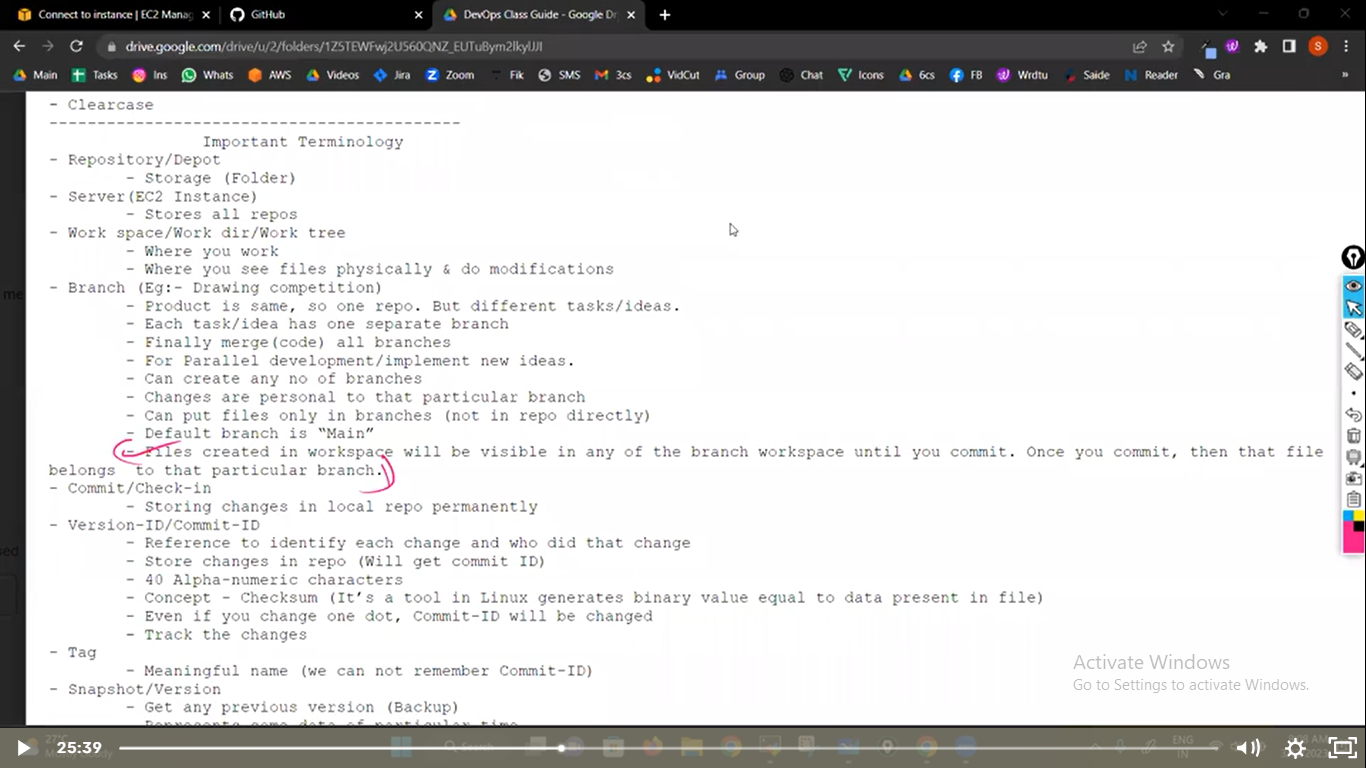 Connect to instance | EC2 Manag
GitHub
DevOps Class Guide - Google Dr
drive.google.com/drive/u/2/folders/1Z5TEWFwj2U560QNZ_EUTuBym2lkylJJI
S
Main Tasks Ins Whats AWS Videos Jira Zoom Fik SMS 3cs VidCut Group Chat Icons 6cs FB Wrdtu Saide Reader Gra »
- Clearcase
---------------------------------------------
Important Terminology
- Repository/Depot
- Storage (Folder)
- Server(EC2 Instance)
- Stores all repos
- Work space/Work dir/Work tree
- Where you work
- Where you see files physically & do modifications
- Branch (Eg:- Drawing competition)
- Product is same, so one repo. But different tasks/ideas.
- Each task/idea has one separate branch
- Finally merge(code) all branches
- For Parallel development/implement new ideas.
- Can create any no of branches
- Changes are personal to that particular branch
- Can put files only in branches (not in repo directly)
- Default branch is “Main”
- Files created in workspace will be visible in any of the branch workspace until you commit. Once you commit, then that file
belongs to that particular branch.
- Commit/Check-in
- Storing changes in local repo permanently
- Version-ID/Commit-ID
- Reference to identify each change and who did that change
- Store changes in repo (Will get commit ID)
- 40 Alpha-numeric characters
- Concept - Checksum (It’s a tool in Linux generates binary value equal to data present in file)
- Even if you change one dot, Commit-ID will be changed
- Track the changes
- Tag
- Meaningful name (we can not remember Commit-ID)
- Snapshot/Version
- Get any previous version (Backup)
- Represents some data of particular time
Activate Windows
Go to Settings to activate Windows.
25:39
27°C
Search
ENG
IN